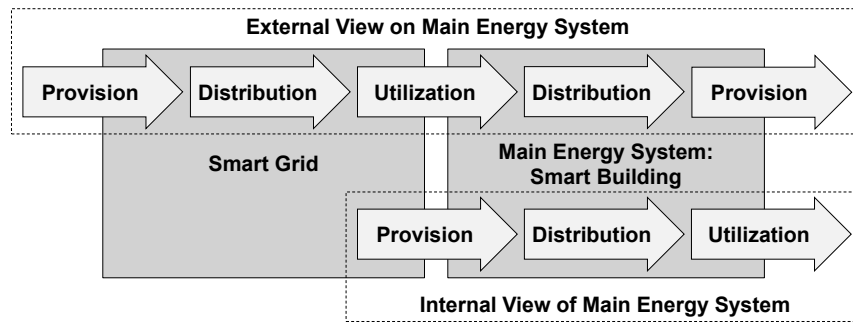 External View on Main Energy System
Provision Distribution Utilization Distribution Provision
Smart Grid
Main Energy System:
Smart Building
Provision Distribution Utilization
Internal View of Main Energy System